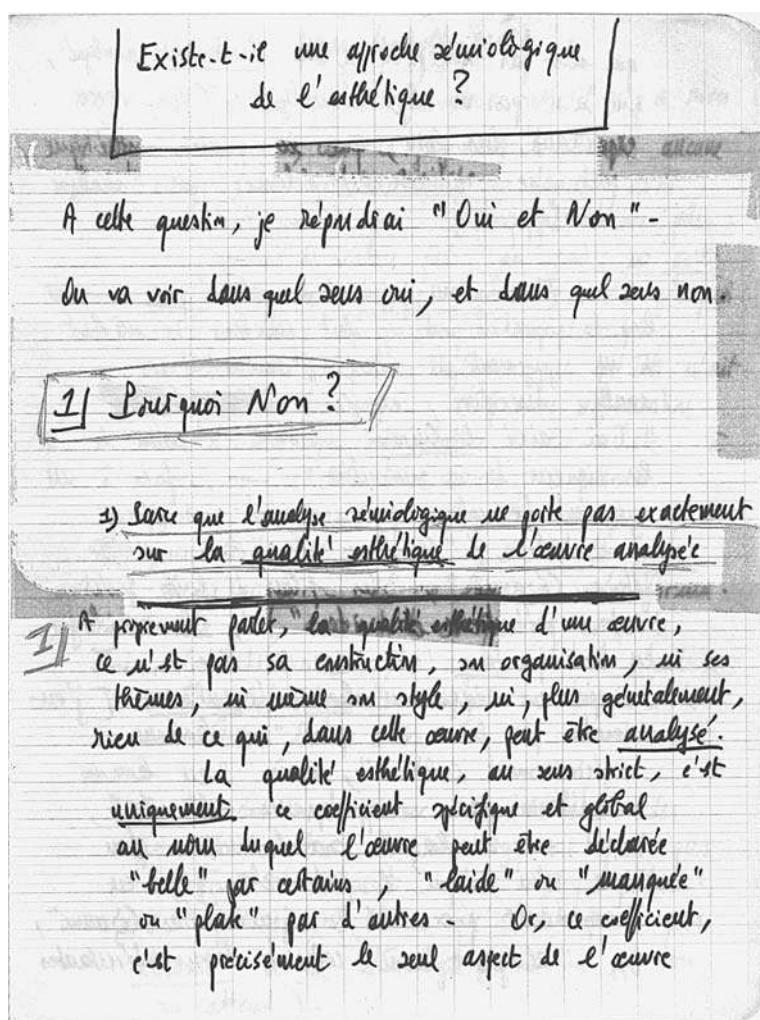 Existe-t-il une approche sémiologique
de l'esthétique ?
A cette question, je répondrai "Oui et Non" -
On va voir dans quel sens oui, et dans quel sens non.
1/ Pourquoi Non ?
1) Parce que l'analyse sémiologique ne porte pas exactement
sur la qualité esthétique de l'œuvre analysée
1/ A proprement parler, la qualité esthétique d'une œuvre,
ce n'est pas sa construction, son organisation, ni ses
thèmes, ni même son style, ni, plus généralement,
rien de ce qui, dans cette œuvre, peut être analysé.
La qualité esthétique, au sens strict, c'est
uniquement ce coefficient spécifique et global
au nom duquel l'œuvre peut être déclarée
"belle" par certains, "laide" ou "manquée"
ou "plate" par d'autres - Or, ce coefficient,
c'est précisément le seul aspect de l'œuvre